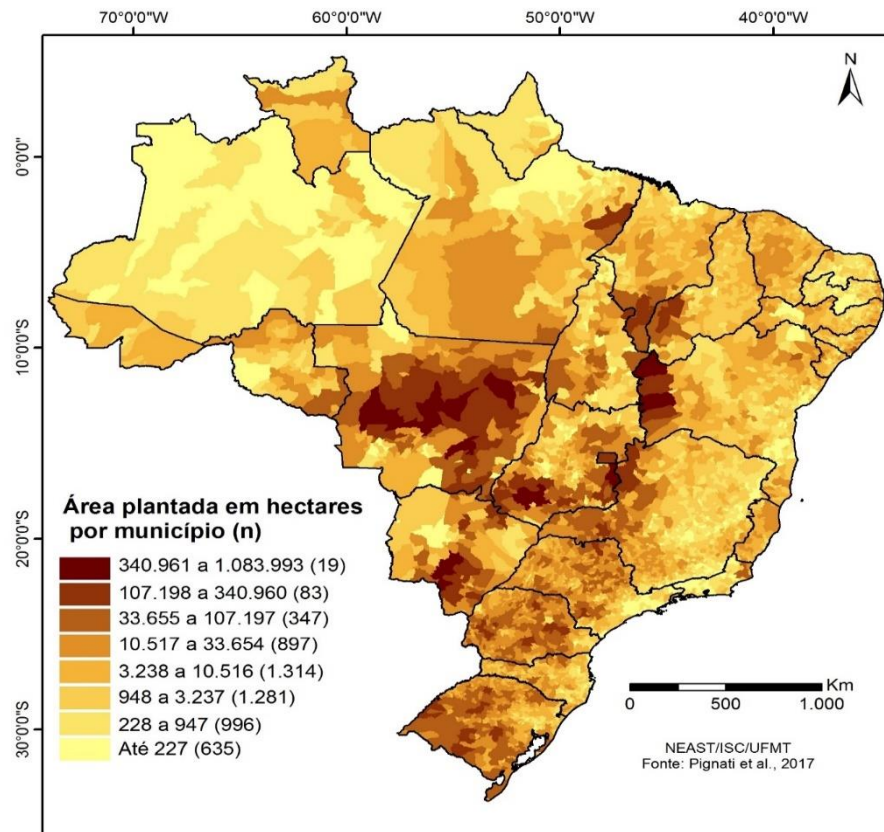 70°0'0"W 60°0'0"W 50°0'0"W 40°0'0"W
N
0°0'0"
10°0'0"S
20°0'0"S
30°0'0"S
Área plantada em hectares
por município (n)
340.961 a 1.083.993 (19)
107.198 a 340.960 (83)
33.655 a 107.197 (347)
10.517 a 33.654 (897)
3.238 a 10.516 (1.314)
948 a 3.237 (1.281)
228 a 947 (996)
Até 227 (635)
Km
0 500 1.000
NEAST/ISC/UFMT
Fonte: Pignati et al., 2017